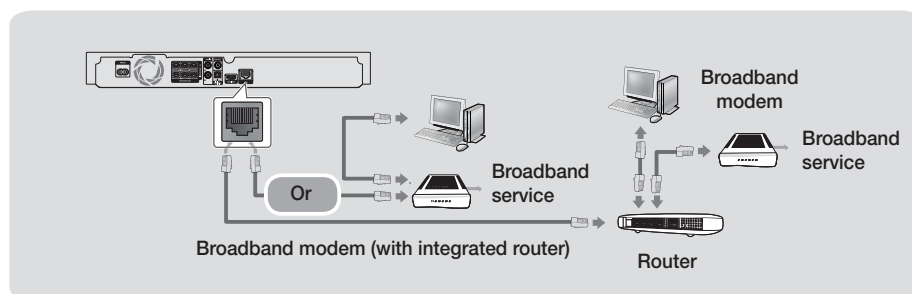 Broadband
modem
Broadband
service
Or
Broadband
service
Broadband modem (with integrated router)
Router